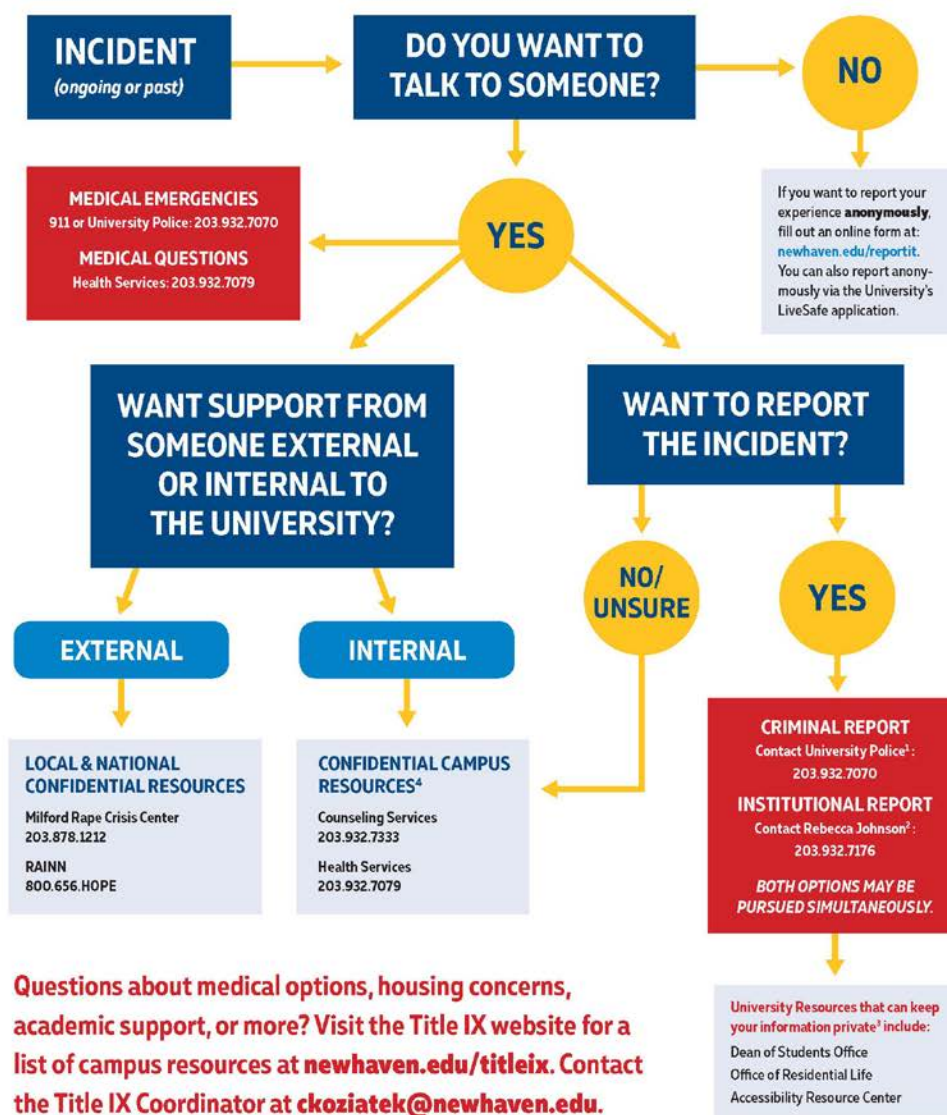 INCIDENT
(ongoing or past)
DO YOU WANT TO
TALK TO SOMEONE?
NO
If you want to report your
experience anonymously,
fill out an online form at:
newhaven.edu/reportit.
You can also report anony-
mously via the University's
LiveSafe application.
YES
MEDICAL EMERGENCIES
911 or University Police: 203.932.7070
MEDICAL QUESTIONS
Health Services: 203.932.7079
WANT SUPPORT FROM
SOMEONE EXTERNAL
OR INTERNAL TO
THE UNIVERSITY?
WANT TO REPORT
THE INCIDENT?
EXTERNAL
INTERNAL
NO/
UNSURE
YES
LOCAL & NATIONAL
CONFIDENTIAL RESOURCES
Milford Rape Crisis Center
203.878.1212
RAINN
800.656.HOPE
CONFIDENTIAL CAMPUS
RESOURCES⁴
Counseling Services
203.932.7333
Health Services
203.932.7079
CRIMINAL REPORT
Contact University Police¹:
203.932.7070
INSTITUTIONAL REPORT
Contact Rebecca Johnson²:
203.932.7176
BOTH OPTIONS MAY BE
PURSUED SIMULTANEOUSLY.
University Resources that can keep
your information private³ include:
Dean of Students Office
Office of Residential Life
Accessibility Resource Center
Questions about medical options, housing concerns,
academic support, or more? Visit the Title IX website for a
list of campus resources at newhaven.edu/titleix. Contact
the Title IX Coordinator at ckoziatek@newhaven.edu.